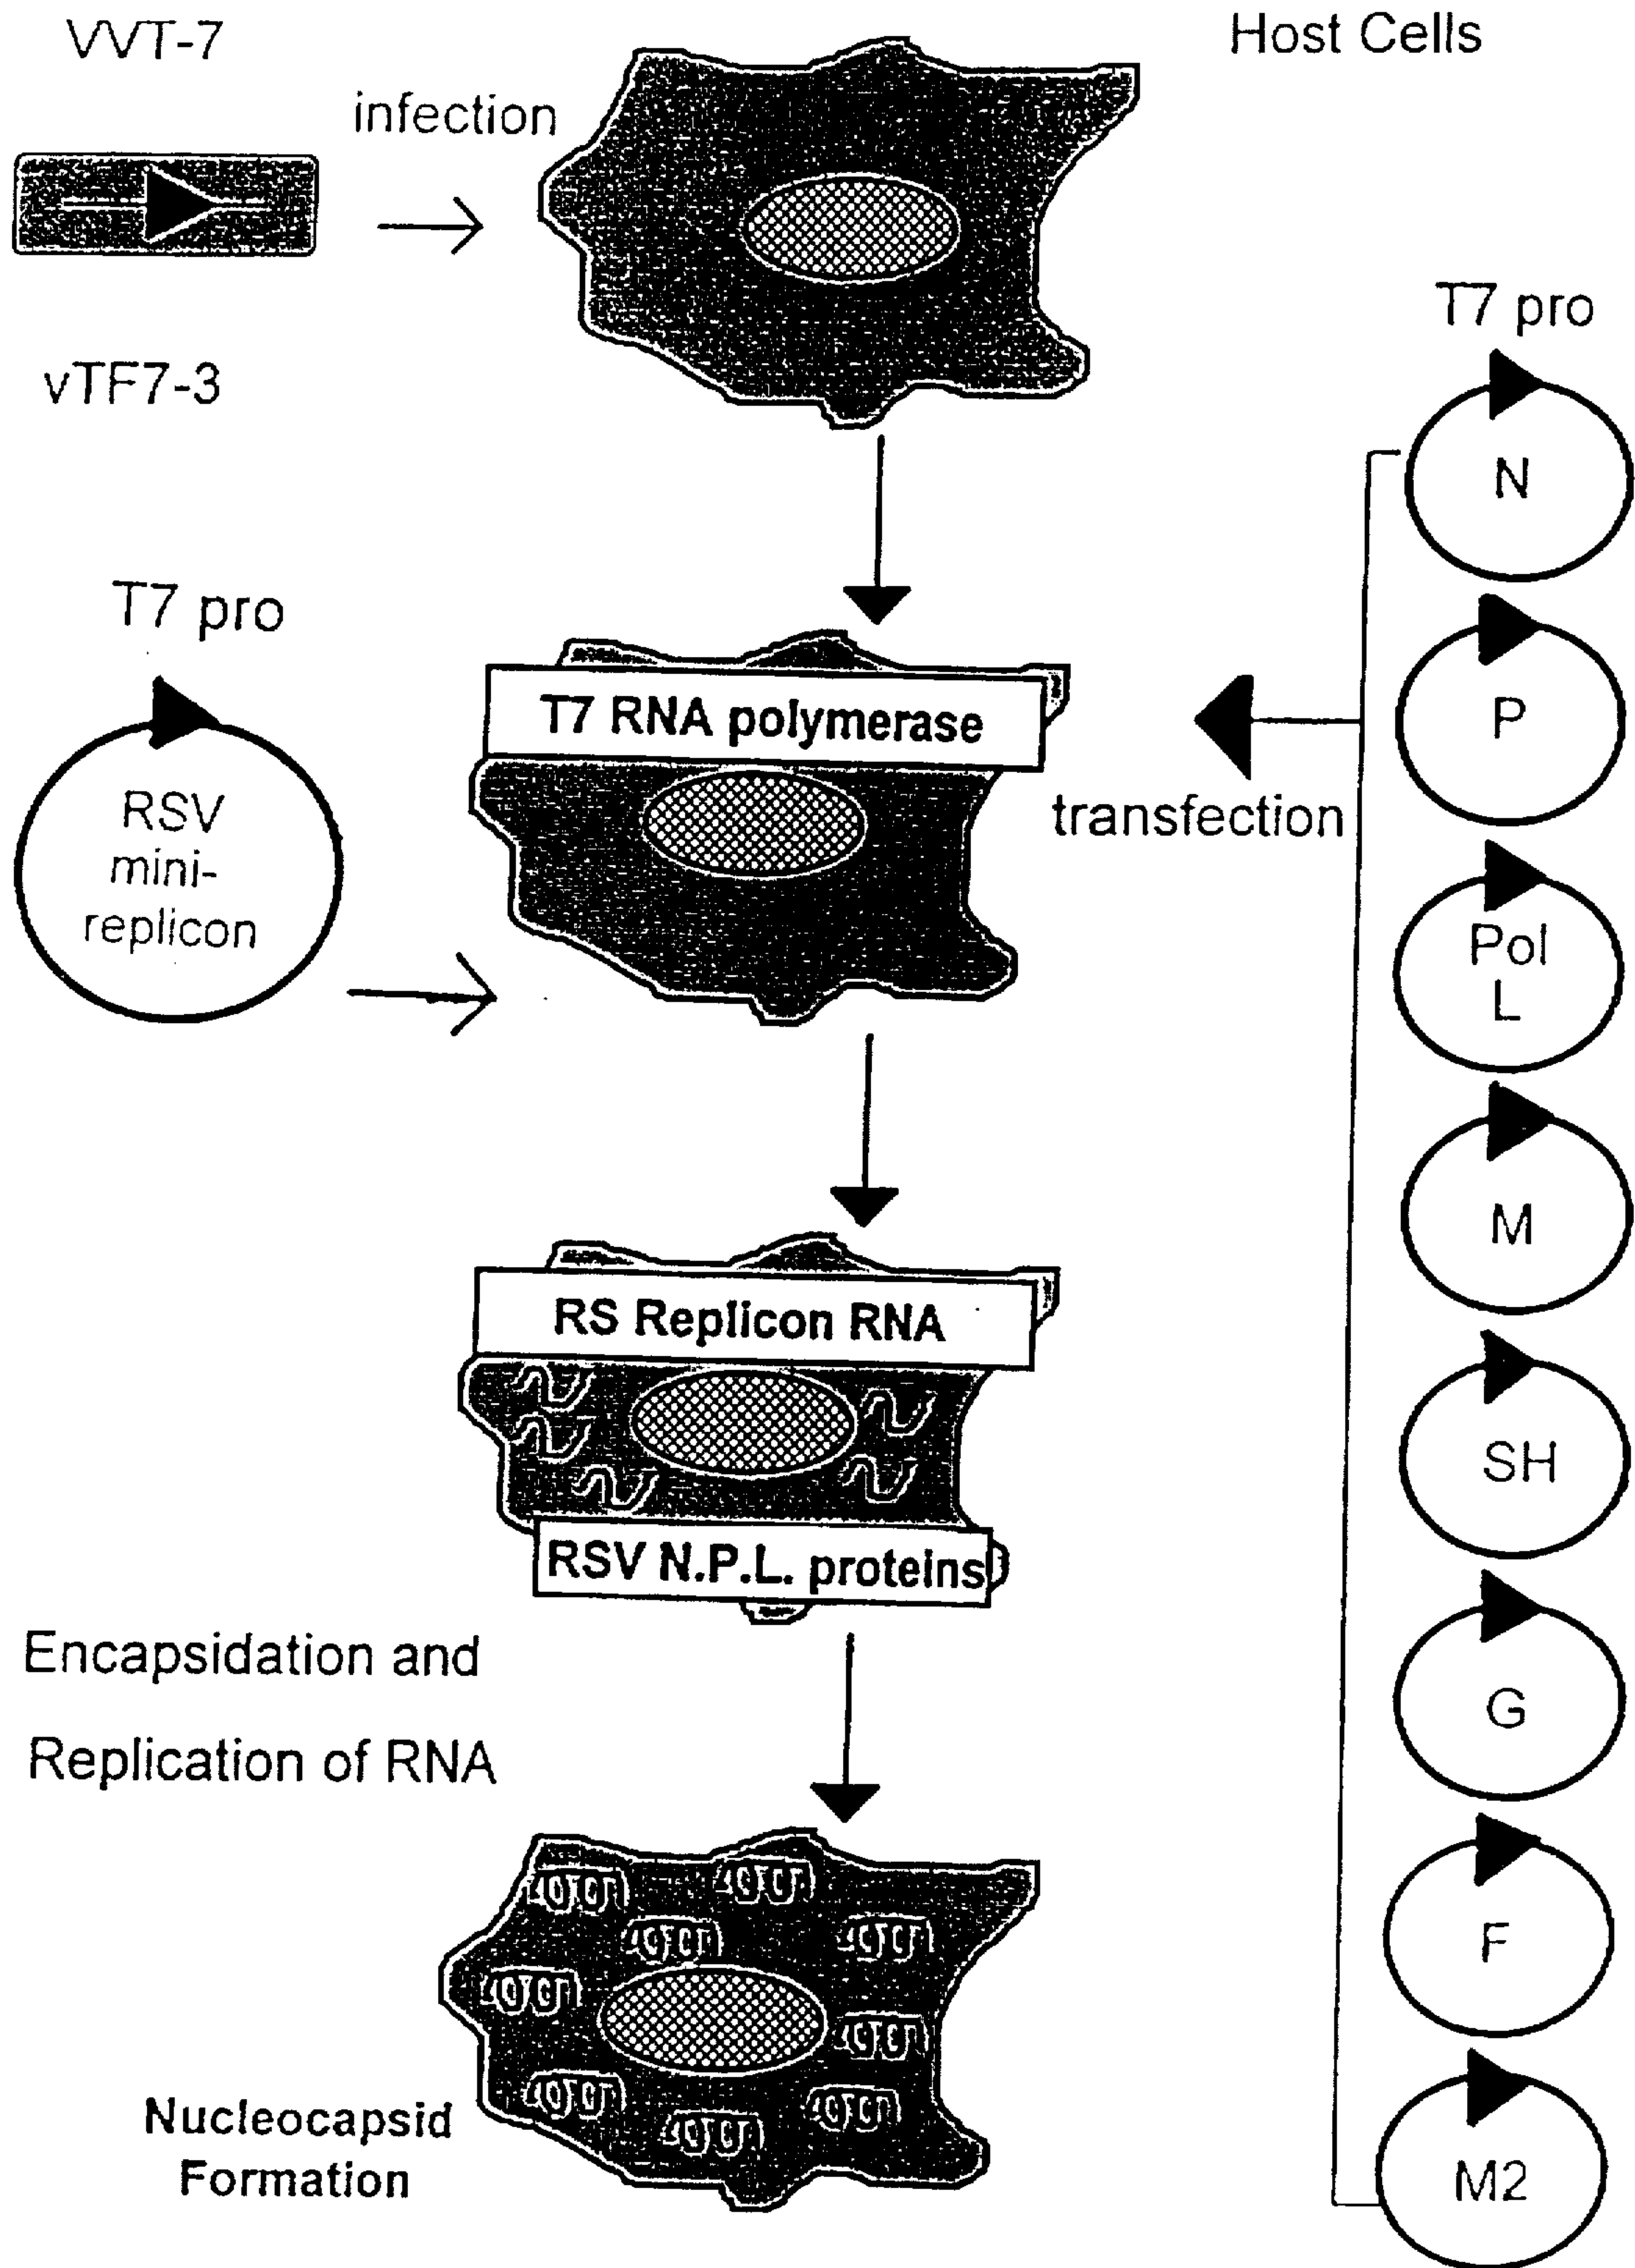 VVT-7
Host Cells
infection
vTF7-3
T7 pro
N
P
Pol
L
M
SH
G
F
M2
transfection
T7 pro
RSV
mini-
replicon
T7 RNA polymerase
RS Replicon RNA
RSV N.P.L. proteins
Encapsidation and
Replication of RNA
Nucleocapsid
Formation